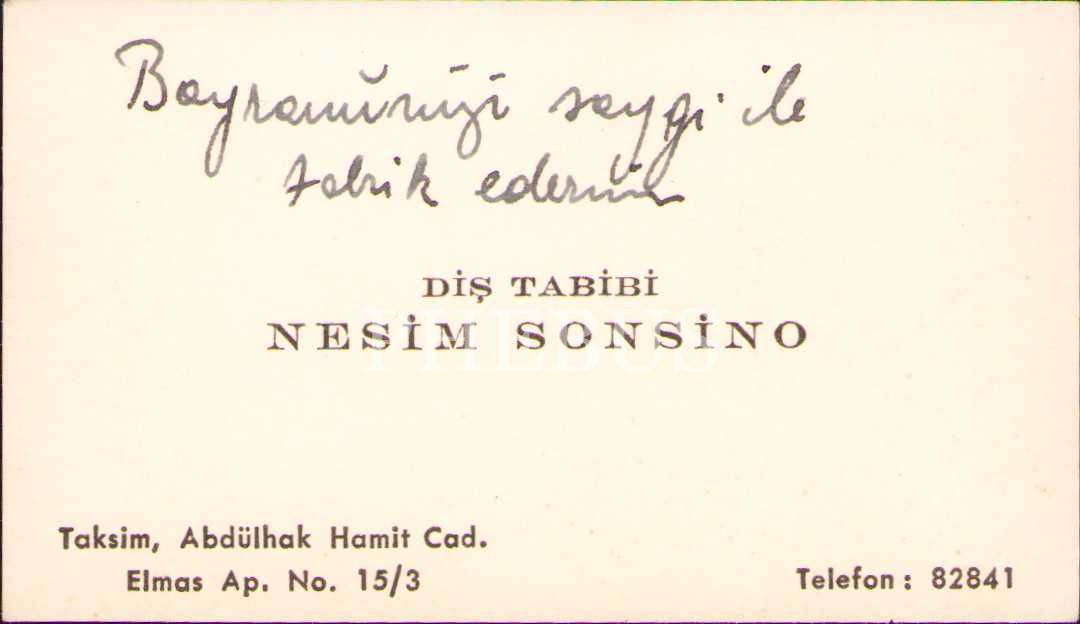 Bayramınızı saygı ile
tebrik ederim
DİŞ TABİBİ
NESİM SONSİNO
PHEBUS
Taksim, Abdülhak Hamit Cad.
Elmas Ap. No. 15/3
Telefon : 82841